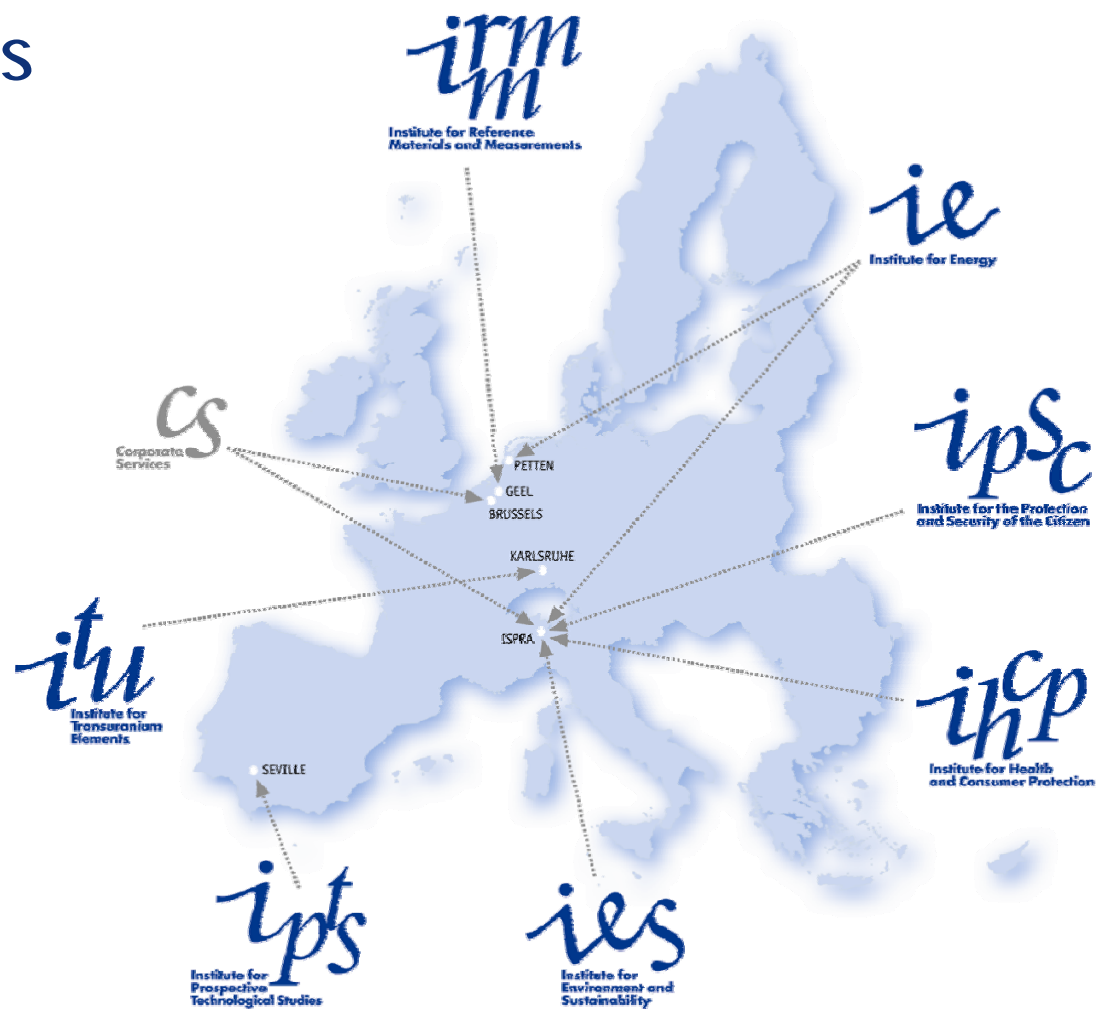 s
irm
m
Institute for Reference
Materials and Measurements
ie
Institute for Energy
cs
Corporate
Services
ipsc
Institute for the Protection
and Security of the Citizen
PETTEN
GEEL
BRUSSELS
KARLSRUHE
ISPRA
itu
Institute for
Transuranium
Elements
ihcp
Institute for Health
and Consumer Protection
SEVILLE
ipts
Institute for
Prospective
Technological Studies
ies
Institute for
Environment and
Sustainability